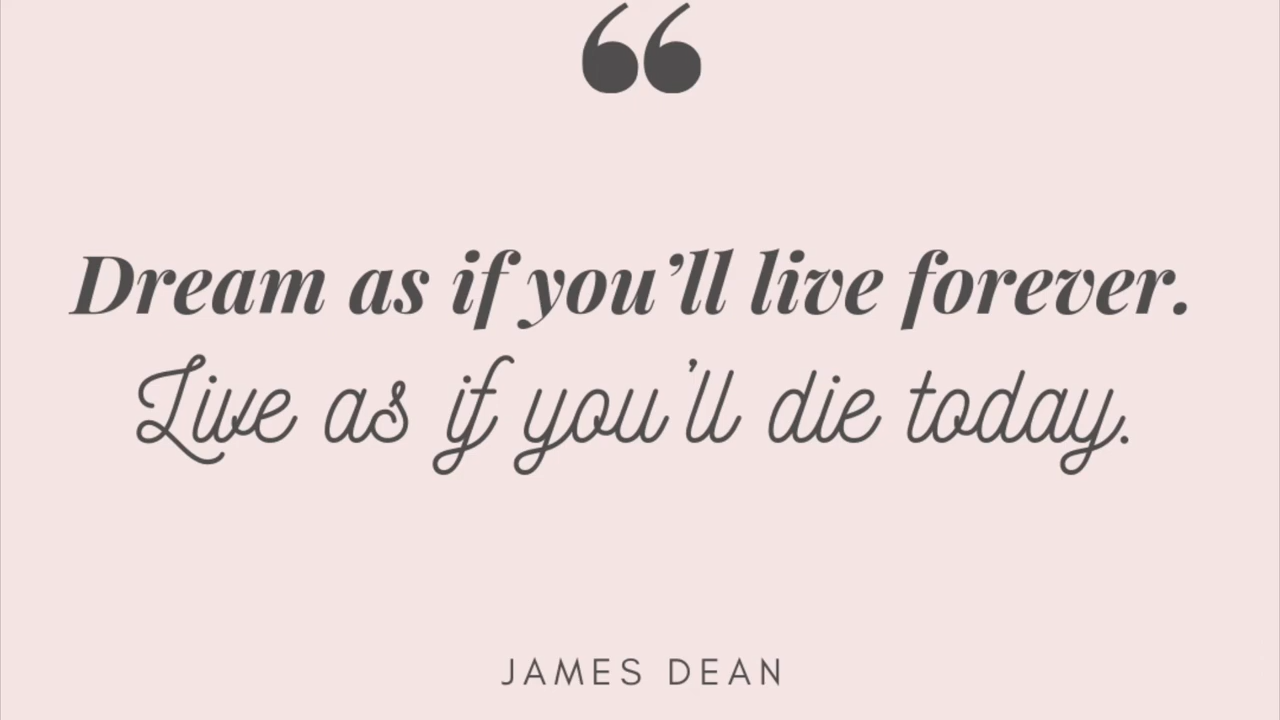 “
Dream as if you’ll live forever.
Live as if you’ll die today.
JAMES DEAN